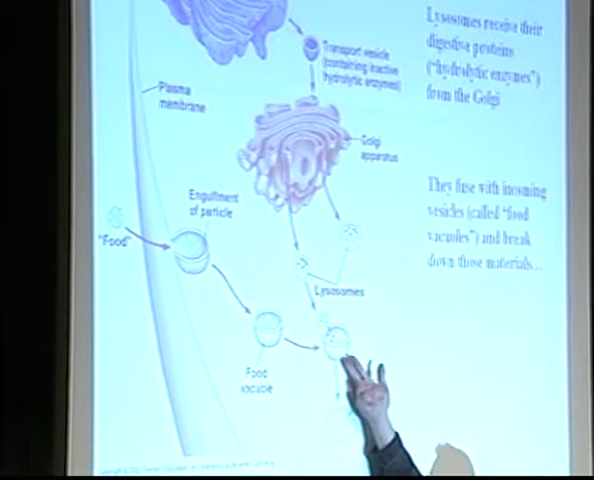 Lysosomes receive their
digestive proteins
("hydrolytic enzymes")
from the Golgi
They fuse with incoming
vesicles (called "food
vacuoles") and break
down those materials...
Transport vesicle
(containing inactive
hydrolytic enzymes)
Plasma
membrane
Golgi
apparatus
Engulfment
of particle
"Food"
Lysosomes
Food
vacuole